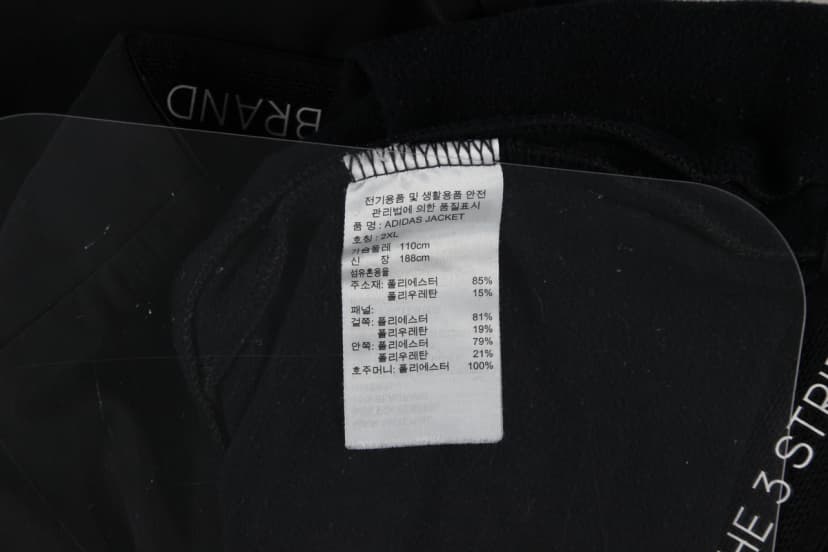 BRAND
전기용품 및 생활용품 안전
관리법에 의한 품질표시
품 명 : ADIDAS JACKET
호칭 : 2XL
가슴둘레 110cm
신 장 188cm
섬유혼용율
주소재: 폴리에스터 85%
폴리우레탄 15%
패널:
겉쪽: 폴리에스터 81%
폴리우레탄 19%
안쪽: 폴리에스터 79%
폴리우레탄 21%
호주머니: 폴리에스터 100%
THE 3 STRI